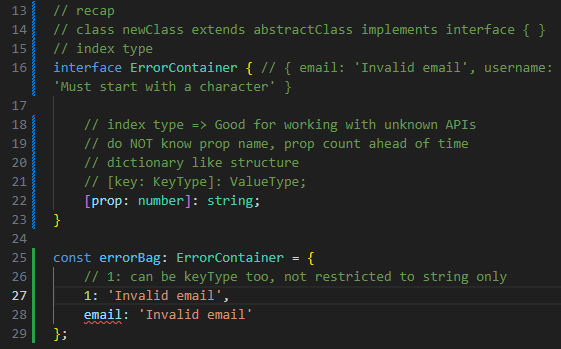 13 // recap
14 // class newClass extends abstractClass implements interface { }
15 // index type
16 interface ErrorContainer { // { email: 'Invalid email', username:
'Must start with a character' }
17
18 // index type => Good for working with unknown APIs
19 // do NOT know prop name, prop count ahead of time
20 // dictionary like structure
21 // [key: KeyType]: ValueType;
22 [prop: number]: string;
23 }
24
25 const errorBag: ErrorContainer = {
26 // 1: can be keyType too, not restricted to string only
27 1: 'Invalid email',
28 email: 'Invalid email'
29 };